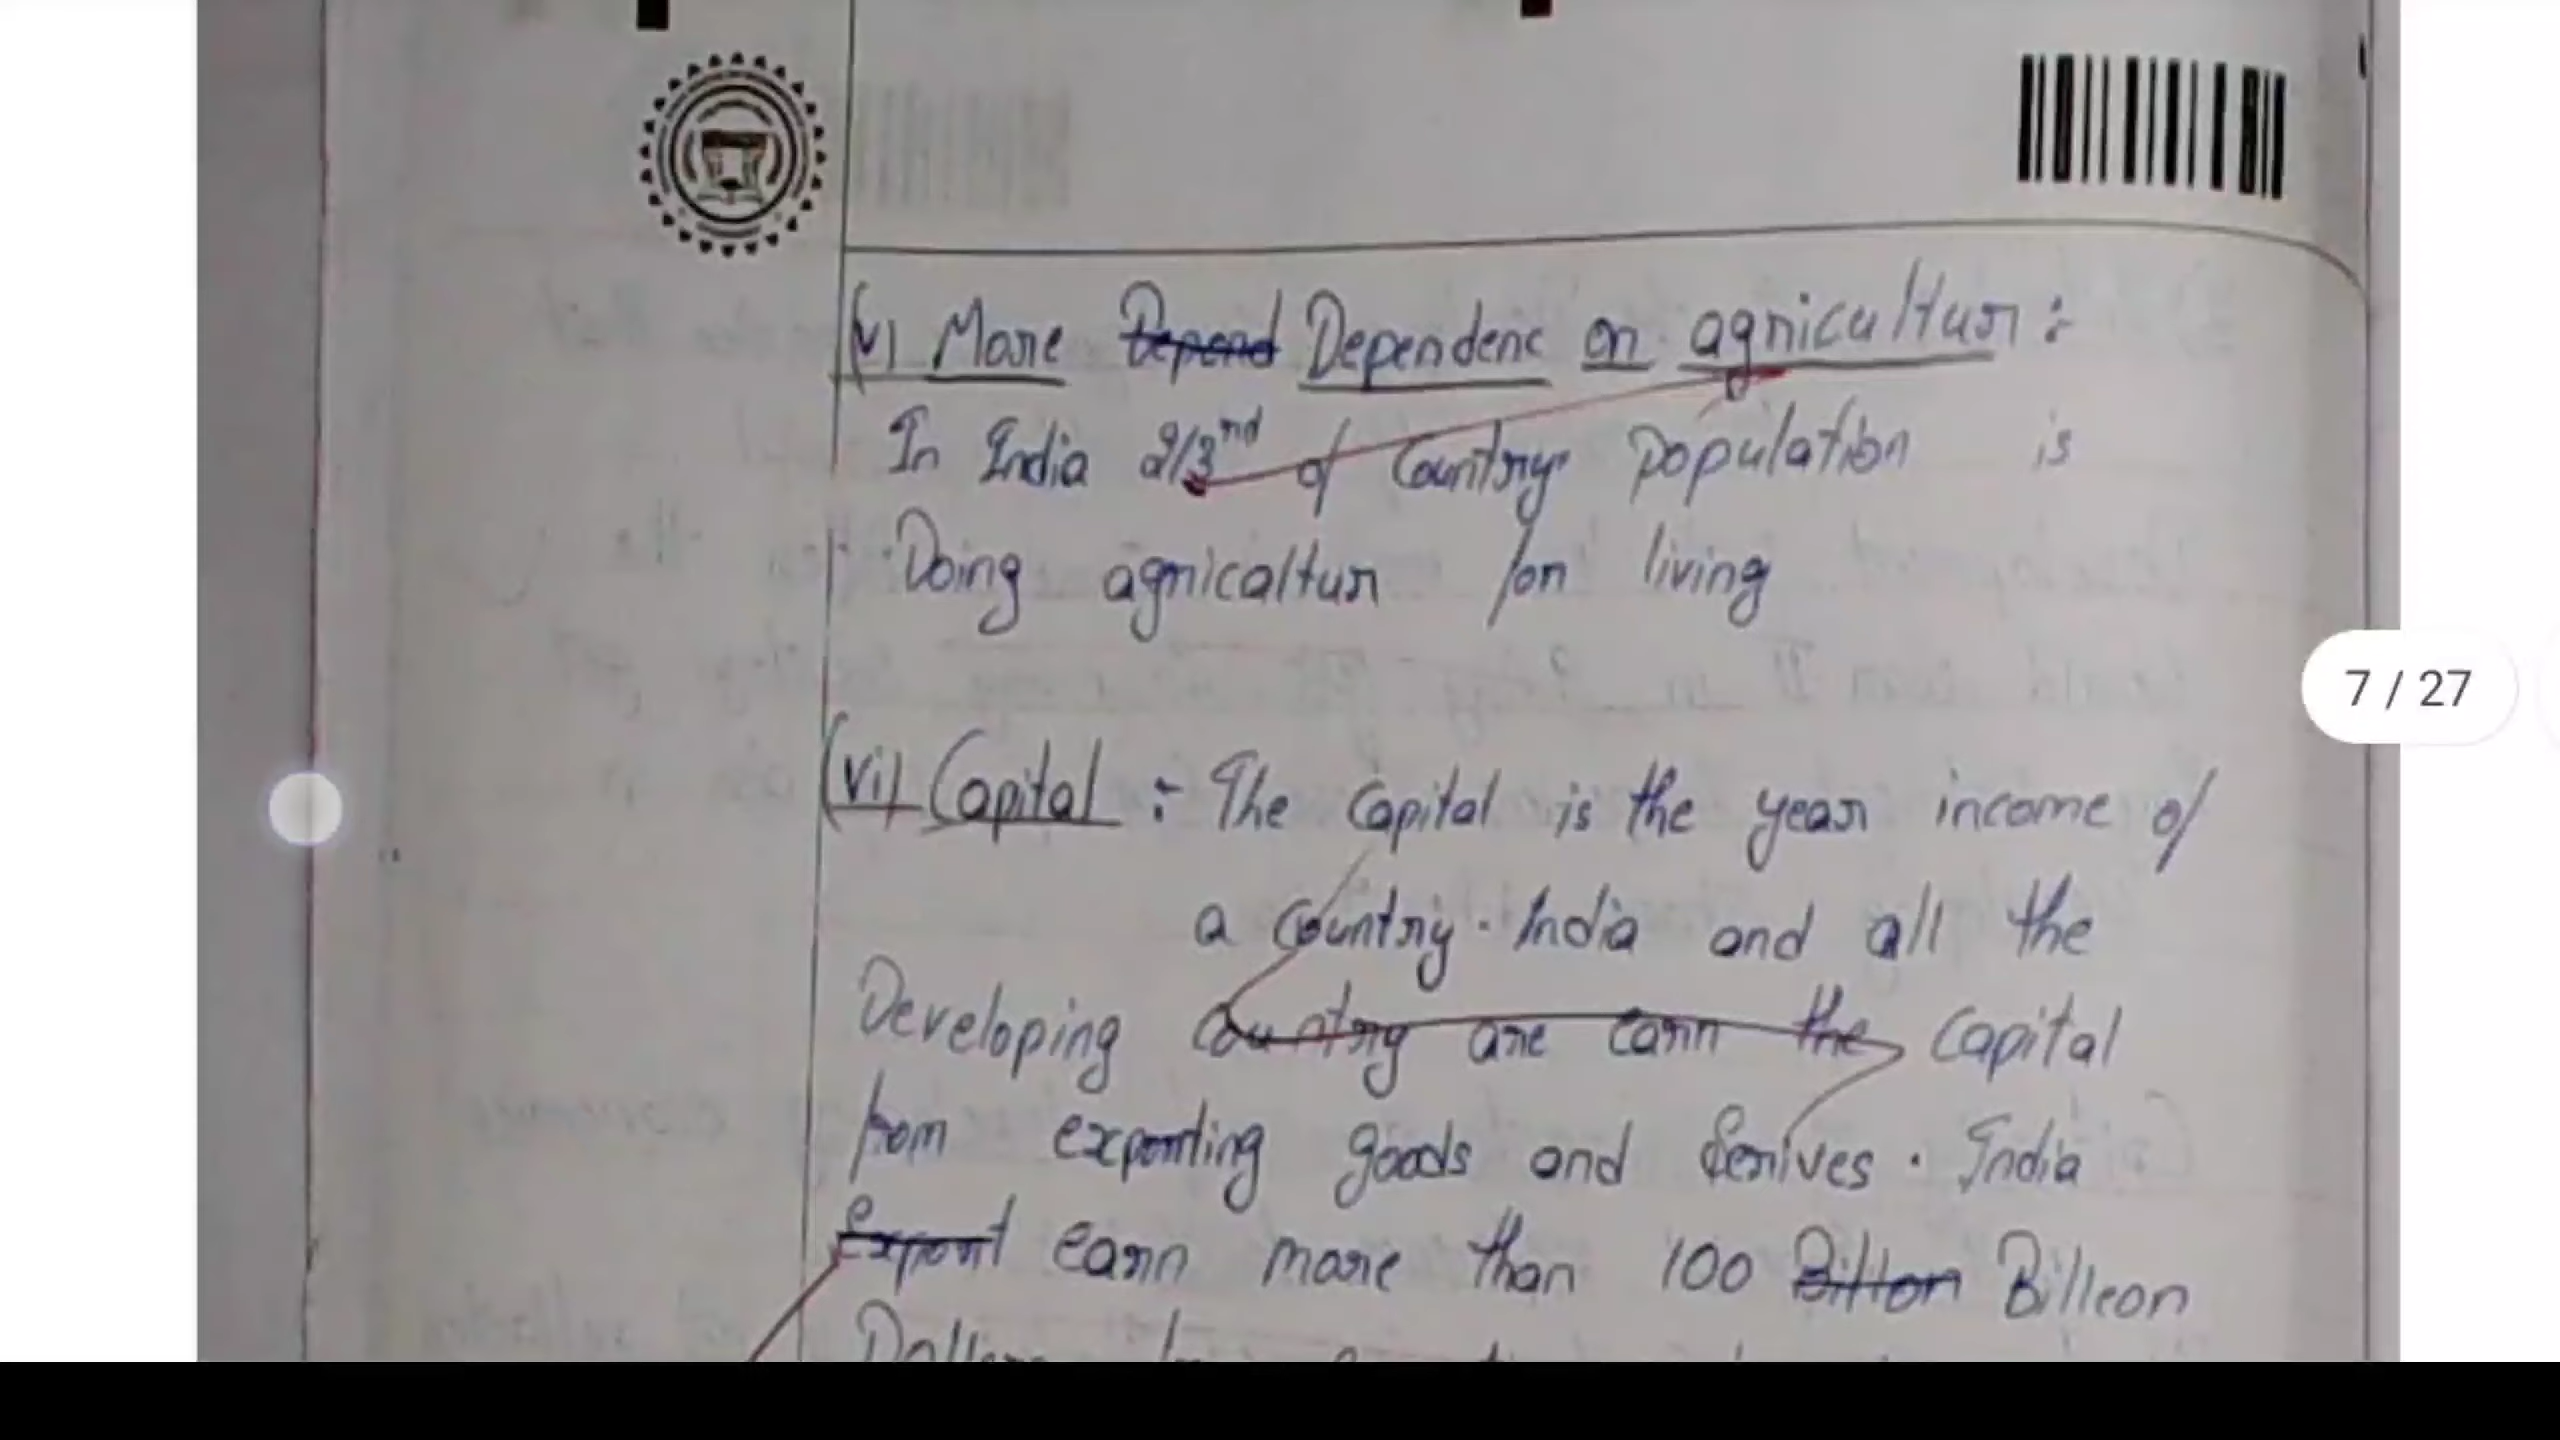 (v) More Depend Dependenc on agricultur :
In India 2/3nd of Country Population is
Doing agricaltur for living
7 / 27
(vi) Capital : The Capital is the year income of
a Country . India and all the
Developing Country are earn the Capital
from exporting goods and Serives . India
Export earn more than 100 Billon Billeon